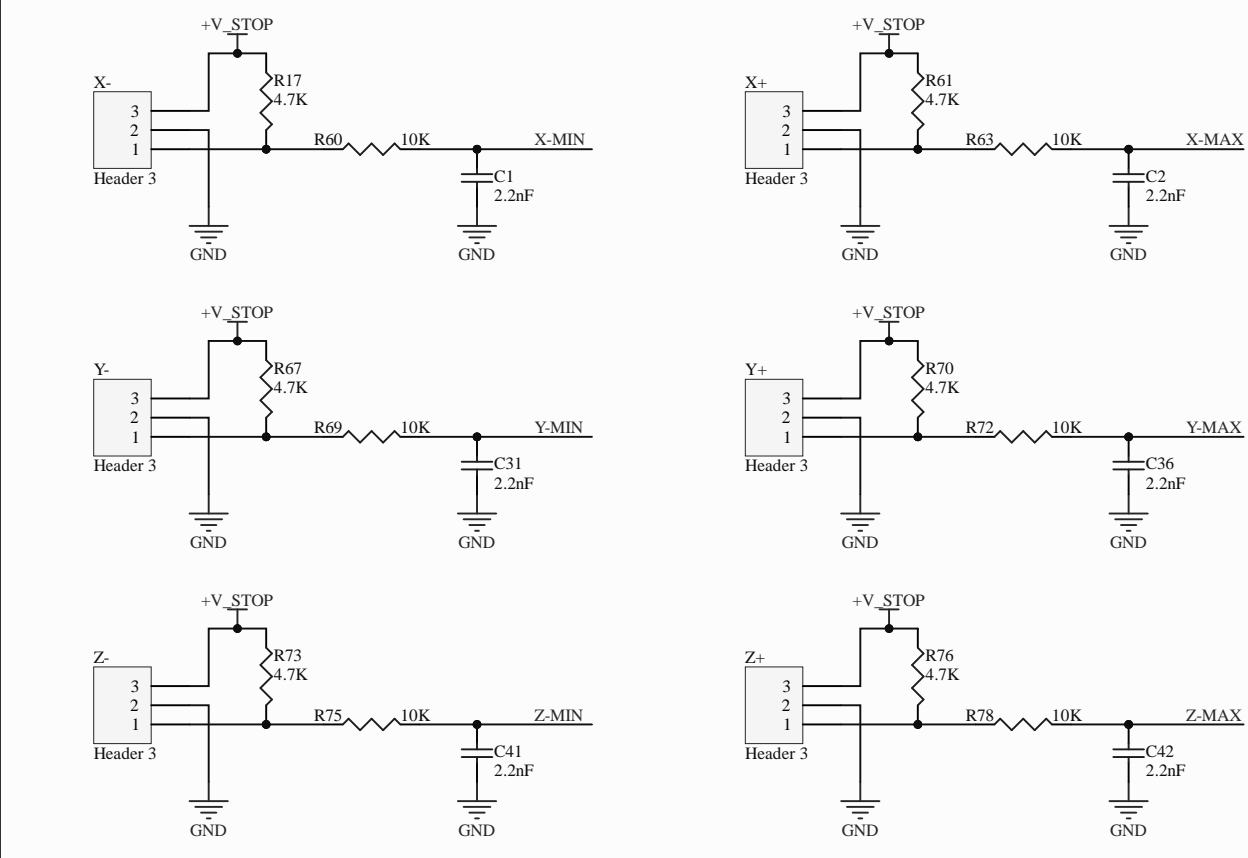 +V_STOP
X-
R17
4.7K
3
2
1
R60
10K
X-MIN
Header 3
C1
2.2nF
GND
GND
+V_STOP
X+
R61
4.7K
3
2
1
R63
10K
X-MAX
Header 3
C2
2.2nF
GND
GND
+V_STOP
Y-
R67
4.7K
3
2
1
R69
10K
Y-MIN
Header 3
C31
2.2nF
GND
GND
+V_STOP
Y+
R70
4.7K
3
2
1
R72
10K
Y-MAX
Header 3
C36
2.2nF
GND
GND
+V_STOP
Z-
R73
4.7K
3
2
1
R75
10K
Z-MIN
Header 3
C41
2.2nF
GND
GND
+V_STOP
Z+
R76
4.7K
3
2
1
R78
10K
Z-MAX
Header 3
C42
2.2nF
GND
GND